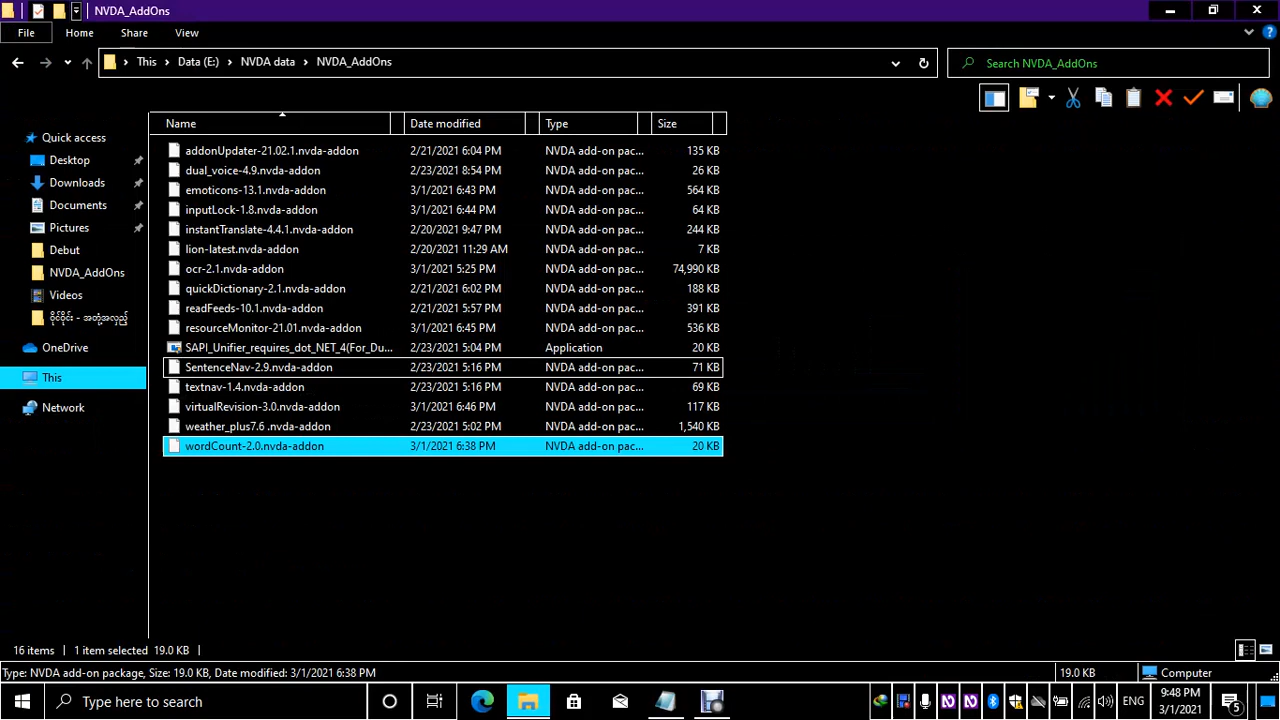 NVDA_AddOns
File Home Share View
This Data (E:) NVDA data NVDA_AddOns
Search NVDA_AddOns
Name Date modified Type Size
Quick access
Desktop
Downloads
Documents
Pictures
Debut
NVDA_AddOns
Videos
ဝိုင်ဝိုင်း - အတုံ့အလှည့်
OneDrive
This
Network
addonUpdater-21.02.1.nvda-addon 2/21/2021 6:04 PM NVDA add-on pac... 135 KB
dual_voice-4.9.nvda-addon 2/23/2021 8:54 PM NVDA add-on pac... 26 KB
emoticons-13.1.nvda-addon 3/1/2021 6:43 PM NVDA add-on pac... 564 KB
inputLock-1.8.nvda-addon 3/1/2021 6:44 PM NVDA add-on pac... 64 KB
instantTranslate-4.4.1.nvda-addon 2/20/2021 9:47 PM NVDA add-on pac... 244 KB
lion-latest.nvda-addon 2/20/2021 11:29 AM NVDA add-on pac... 7 KB
ocr-2.1.nvda-addon 3/1/2021 5:25 PM NVDA add-on pac... 74,990 KB
quickDictionary-2.1.nvda-addon 2/21/2021 6:02 PM NVDA add-on pac... 188 KB
readFeeds-10.1.nvda-addon 2/21/2021 5:57 PM NVDA add-on pac... 391 KB
resourceMonitor-21.01.nvda-addon 3/1/2021 6:45 PM NVDA add-on pac... 536 KB
SAPI_Unifier_requires_dot_NET_4(For_Du... 2/23/2021 5:04 PM Application 20 KB
SentenceNav-2.9.nvda-addon 2/23/2021 5:16 PM NVDA add-on pac... 71 KB
textnav-1.4.nvda-addon 2/23/2021 5:16 PM NVDA add-on pac... 69 KB
virtualRevision-3.0.nvda-addon 3/1/2021 6:46 PM NVDA add-on pac... 117 KB
weather_plus7.6 .nvda-addon 2/23/2021 5:02 PM NVDA add-on pac... 1,540 KB
wordCount-2.0.nvda-addon 3/1/2021 6:38 PM NVDA add-on pac... 20 KB
16 items 1 item selected 19.0 KB
Type: NVDA add-on package, Size: 19.0 KB, Date modified: 3/1/2021 6:38 PM 19.0 KB Computer
Type here to search
ENG
9:48 PM
3/1/2021
5